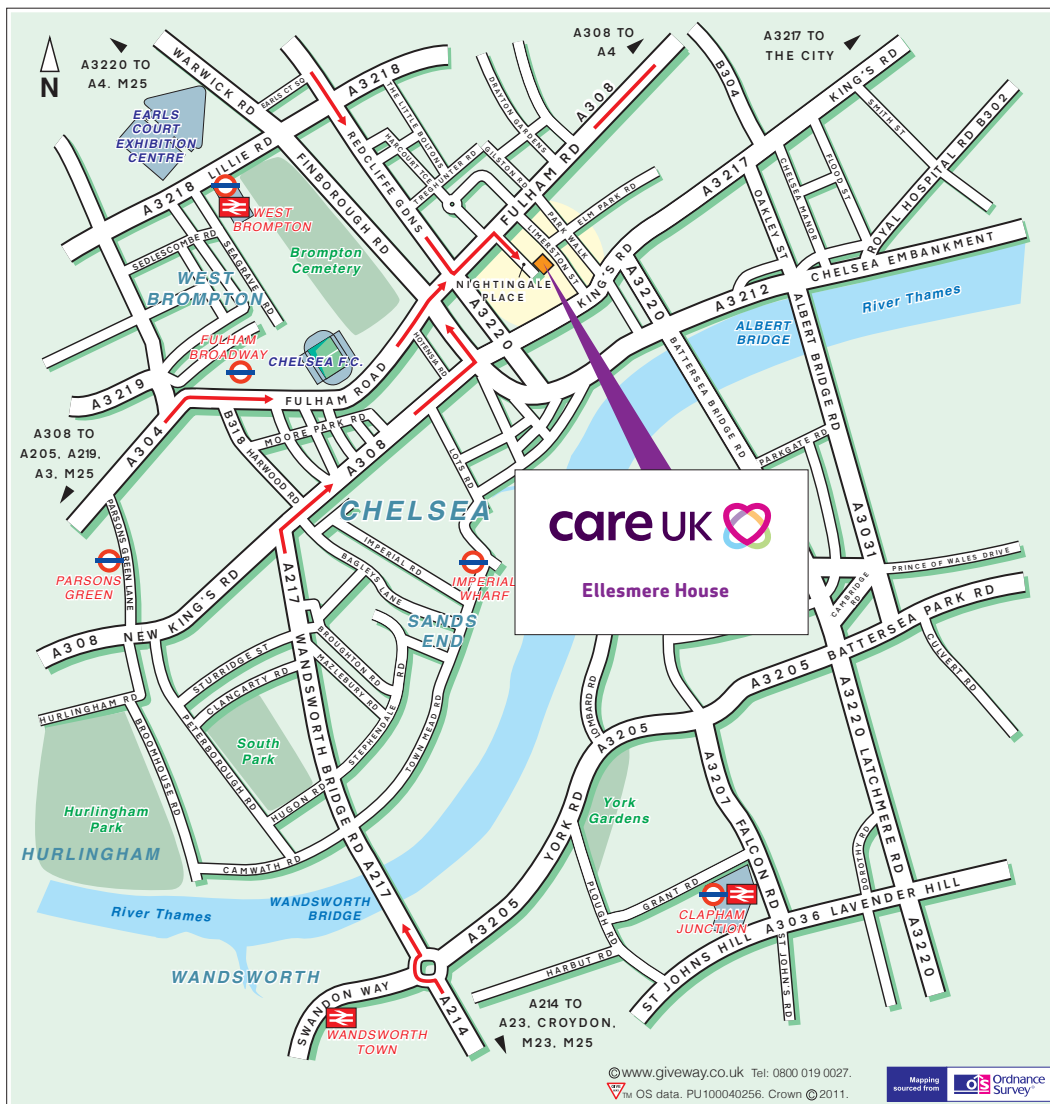 N
A3220 TO
A4. M25
A308 TO
A4
A3217 TO
THE CITY
WARWICK RD
EARLS CT SQ
A3218
THE LITTLE BOLTONS
DRAYTON GARDENS
A308
B304
KING'S RD
SMITH ST
ROYAL HOSPITAL RD B302
EARLS
COURT
EXHIBITION
CENTRE
A3218 LILLIE RD
FINBOROUGH RD
REDCLIFFE GDNS
HARCOURT TCE
TREGHUNTER RD
GILSTON RD
FULHAM RD
ELM PARK RD
PARK WALK
LIMERSTON ST
A3217
OAKLEY ST
CHELSEA MANOR
FLOOD ST
WEST
BROMPTON
SEDLESCOMBE RD
SEAGRAVE RD
Brompton
Cemetery
WEST
BROMPTON
NIGHTINGALE
PLACE
KING'S RD
A3220
A3220
A3212
CHELSEA EMBANKMENT
River Thames
ALBERT
BRIDGE
ALBERT BRIDGE RD
FULHAM
BROADWAY
CHELSEA F.C.
HOTENSIA RD
BATTERSEA BRIDGE RD
A3219
FULHAM ROAD
MOORE PARK RD
B318
HARWOOD RD
A308
A304
A308 TO
A205, A219,
A3, M25
LOTS RD
PARKGATE RD
CHELSEA
PARSONS GREEN LANE
PARSONS
GREEN
care UK
Ellesmere House
A3031
PRINCE OF WALES DRIVE
CAMBRIDGE
RD
IMPERIAL RD
BAGLEYS
LANE
IMPERIAL
WHARF
SANDS
END
A217
A308 NEW KING'S RD
STURRIDGE ST
CLANCARTY RD
BROUGHTON RD
MAZLEBURY RD
RD
STEPHENDALE
TOWN MEAD RD
A3205 BATTERSEA PARK RD
CULVERT RD
HURLINGHAM RD
BROOMHOUSE RD
PETERBOROUGH RD
South
Park
HUGON RD
WANDSWORTH BRIDGE RD A217
LOMBARD RD
A3205
A3207
FALCON RD
A3220 LATCHMERE RD
Hurlingham
Park
HURLINGHAM
CAMWATH RD
YORK RD
York
Gardens
DOROTHY RD
GRANT RD
PLOUGH RD
CLAPHAM
JUNCTION
River Thames
WANDSWORTH
BRIDGE
A3205
ST JOHNS HILL A3036 LAVENDER HILL
ST JOHN'S RD
A3220
WANDSWORTH
HARBUT RD
SWANDON WAY
A214
WANDSWORTH
TOWN
A214 TO
A23, CROYDON,
M23, M25
© www.giveway.co.uk Tel: 0800 019 0027.
GIVE WAY TM OS data. PU100040256. Crown © 2011.
Mapping
sourced from
OS Ordnance
Survey®